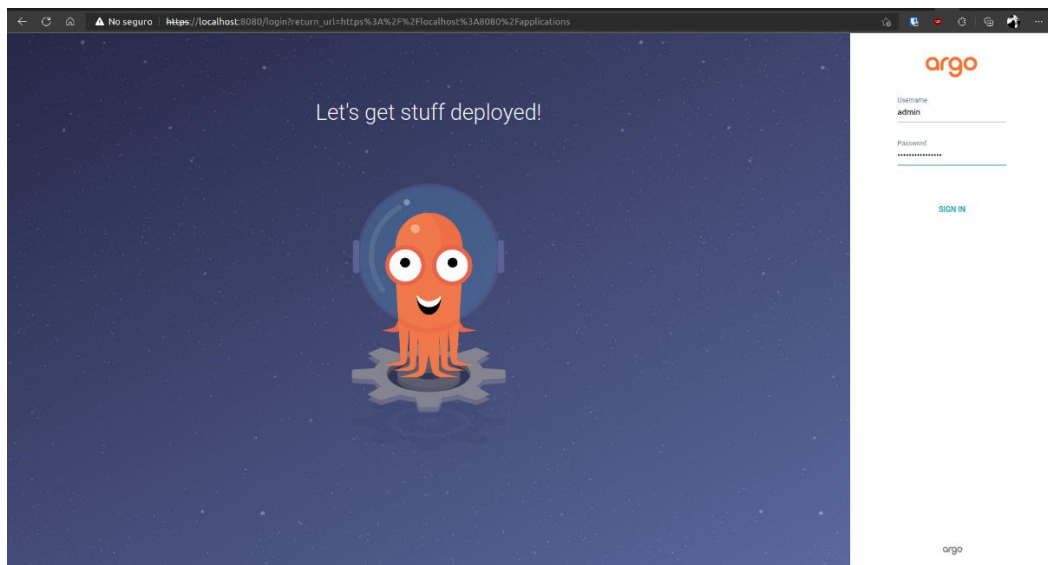 No seguro https://localhost:8080/login?return_url=https%3A%2F%2Flocalhost%3A8080%2Fapplications
argo
Let's get stuff deployed!
Username
admin
Password
••••••••••••••••
SIGN IN
argo